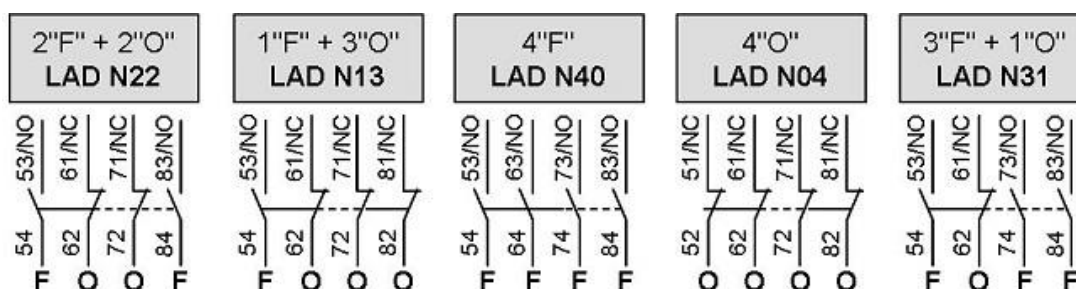 2"F" + 2"O"
LAD N22
53/NO 61/NC 71/NC 83/NO
54 62 72 84
F O O F
1"F" + 3"O"
LAD N13
53/NO 61/NC 71/NC 81/NC
54 62 72 82
F O O O
4"F"
LAD N40
53/NO 63/NO 73/NO 83/NO
54 64 74 84
F F F F
4"O"
LAD N04
51/NC 61/NC 71/NC 81/NC
52 62 72 82
O O O O
3"F" + 1"O"
LAD N31
53/NO 61/NC 73/NO 83/NO
54 62 74 84
F O F F